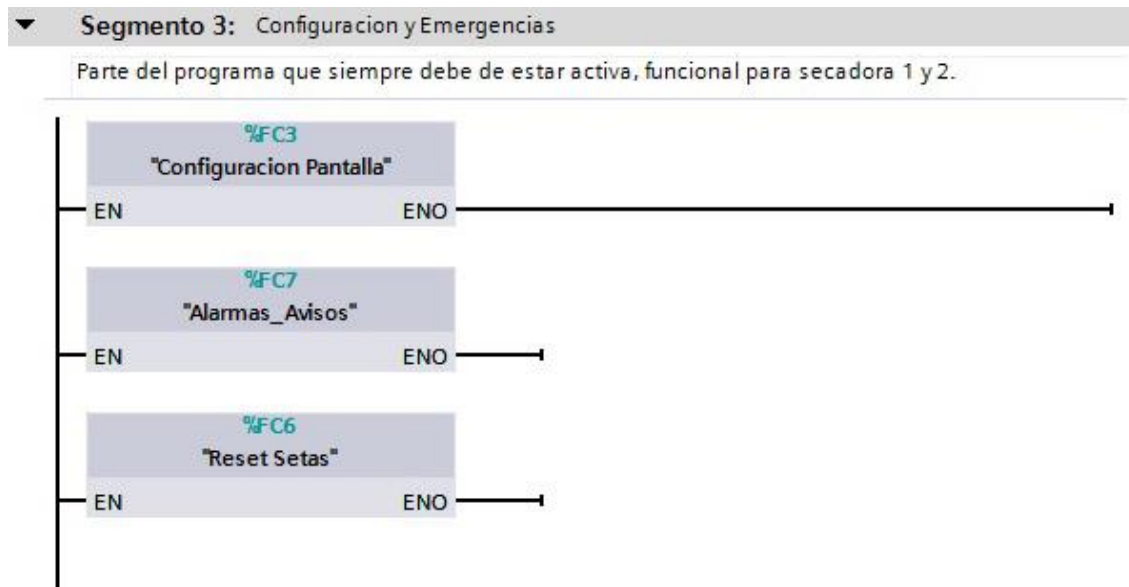 Segmento 3: Configuracion y Emergencias
Parte del programa que siempre debe de estar activa, funcional para secadora 1 y 2.
%FC3
"Configuracion Pantalla"
EN ENO
%FC7
"Alarmas_Avisos"
EN ENO
%FC6
"Reset Setas"
EN ENO